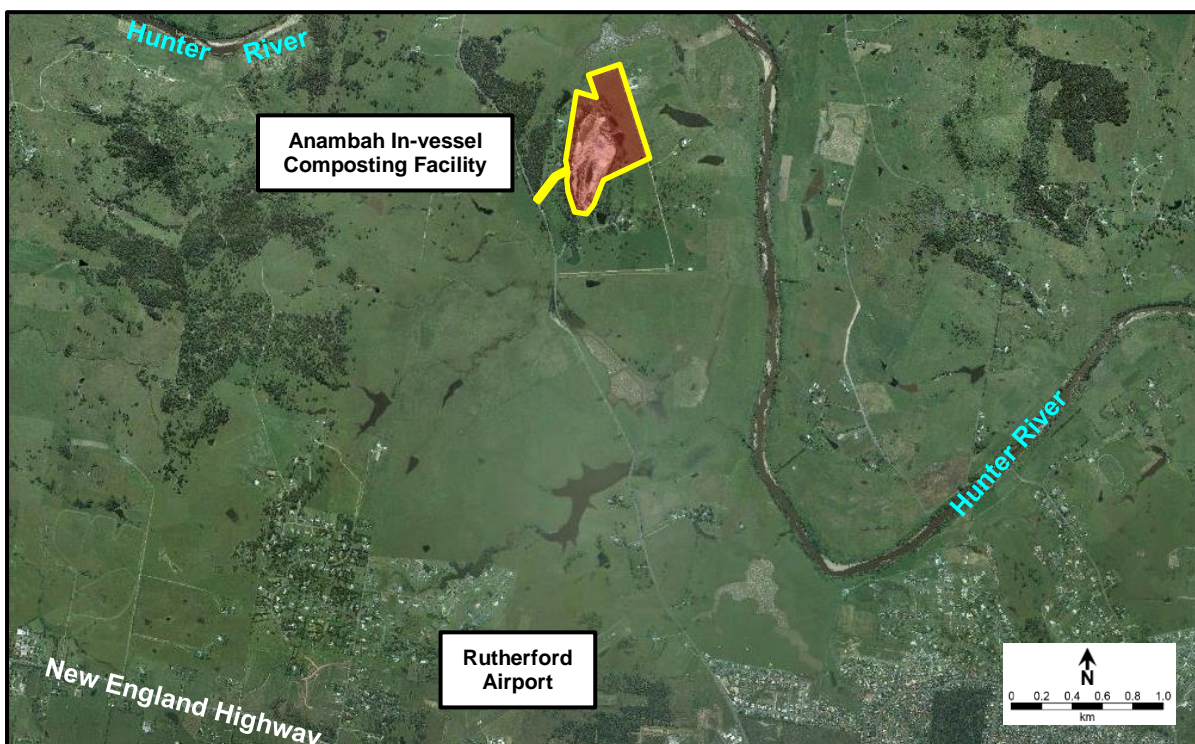 Hunter River
Anambah In-vessel
Composting Facility
Hunter River
Rutherford
Airport
New England Highway
N
0 0.2 0.4 0.6 0.8 1.0
km